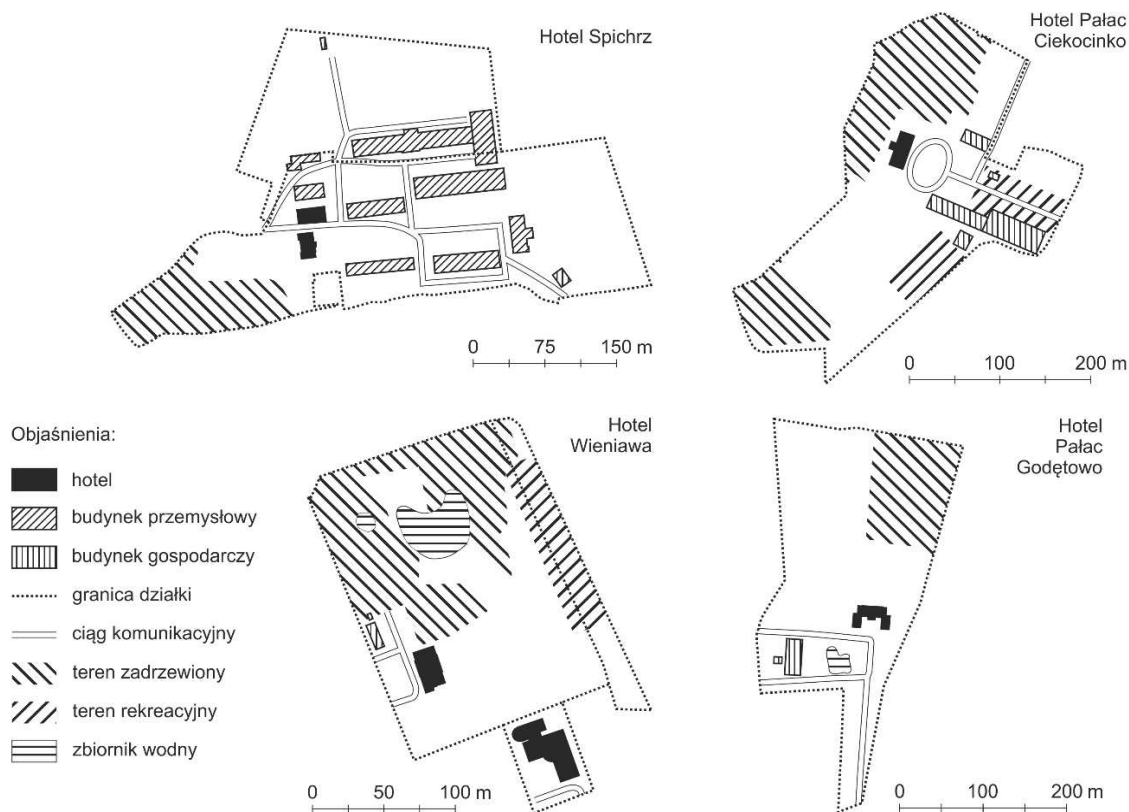 Hotel Spichrz
Hotel Pałac
Ciekocinko
0 75 150 m
0 100 200 m
Objaśnienia:
hotel
budynek przemysłowy
budynek gospodarczy
granica działki
ciąg komunikacyjny
teren zadrzewiony
teren rekreacyjny
zbiornik wodny
Hotel
Wieniawa
0 50 100 m
Hotel
Pałac
Godętowo
0 100 200 m